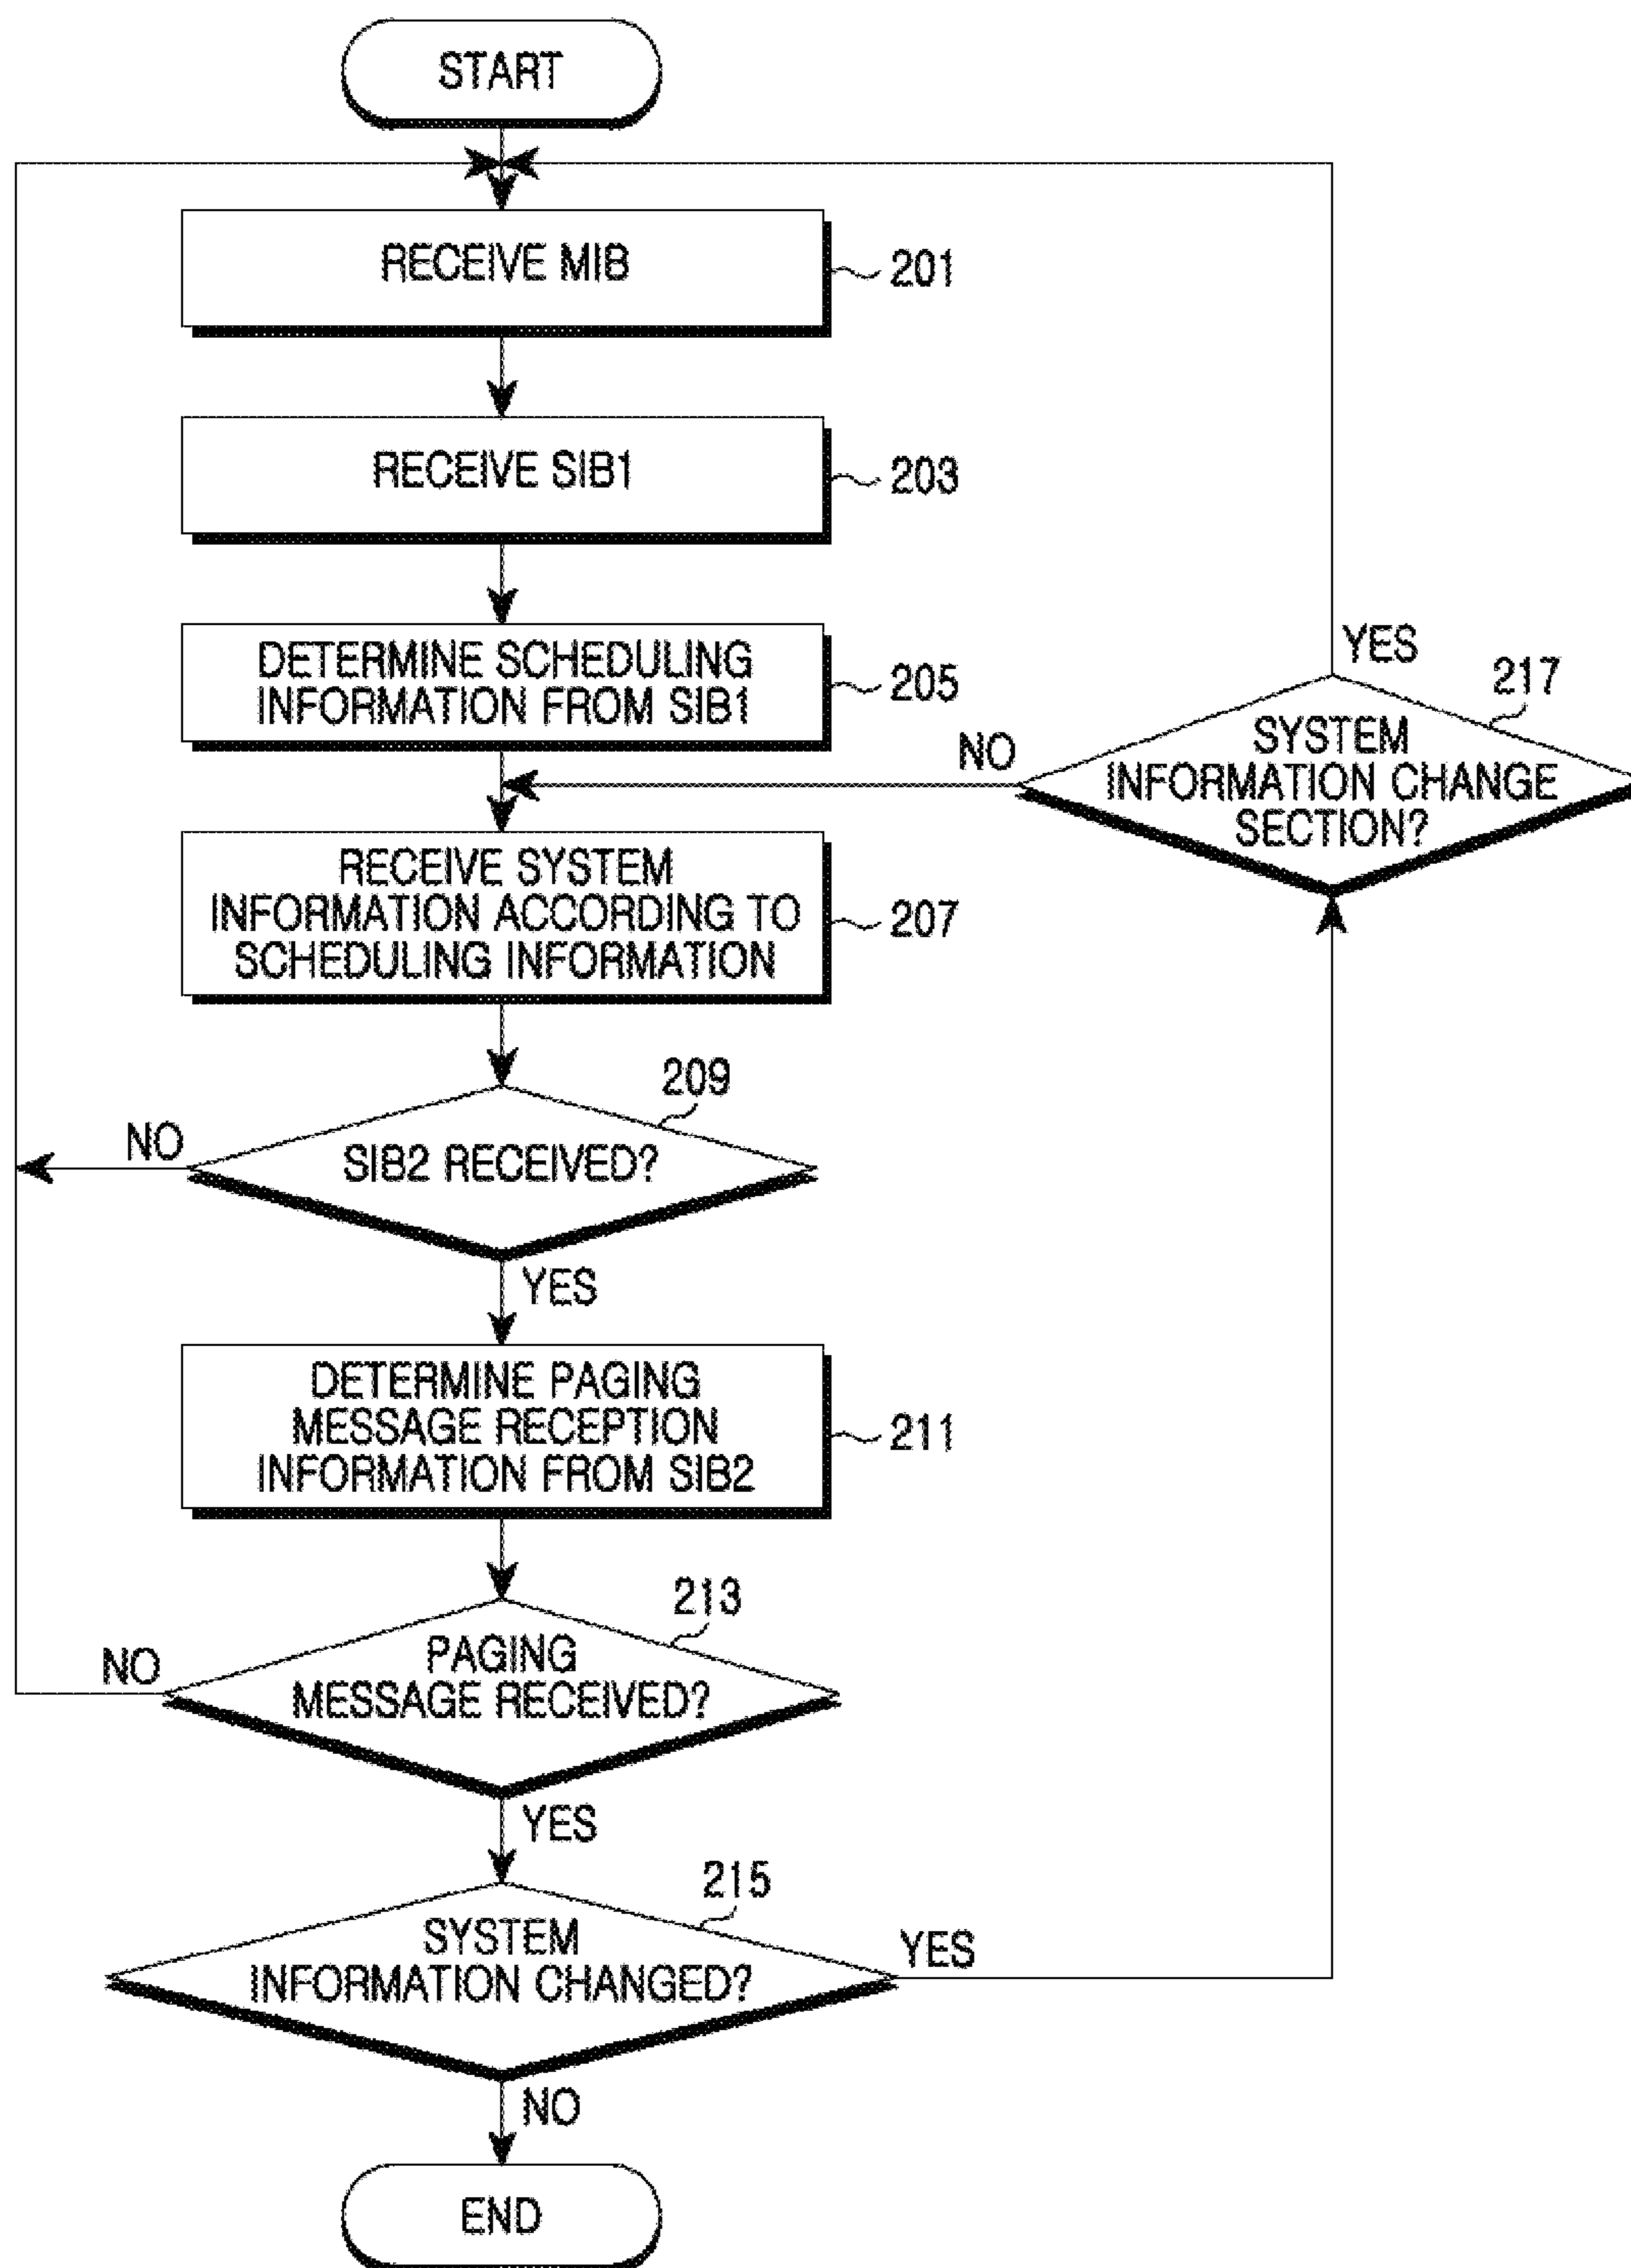 START
RECEIVE MIB
201
RECEIVE SIB1
203
DETERMINE SCHEDULING
INFORMATION FROM SIB1
205
YES
217
SYSTEM
INFORMATION CHANGE
SECTION?
NO
RECEIVE SYSTEM
INFORMATION ACCORDING TO
SCHEDULING INFORMATION
207
209
SIB2 RECEIVED?
NO
YES
DETERMINE PAGING
MESSAGE RECEPTION
INFORMATION FROM SIB2
211
213
PAGING
MESSAGE RECEIVED?
NO
YES
215
SYSTEM
INFORMATION CHANGED?
YES
NO
END